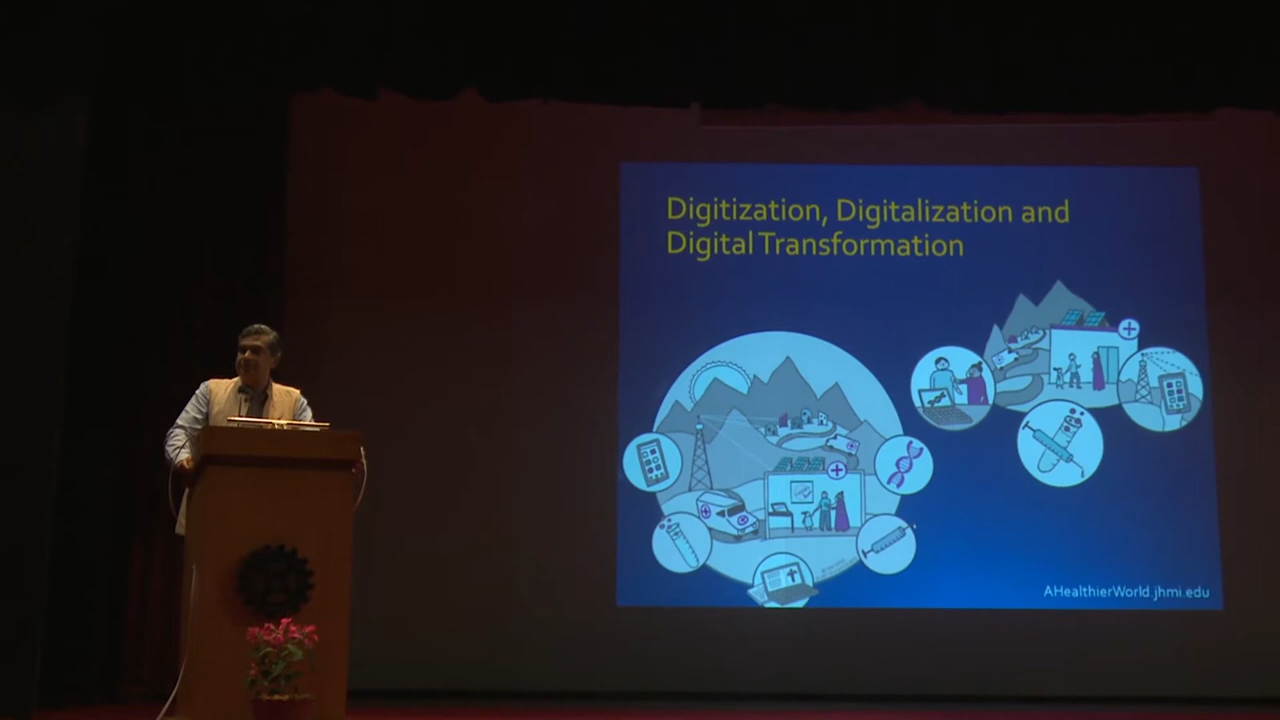 Digitization, Digitalization and
Digital Transformation
AHealthierWorld.jhmi.edu